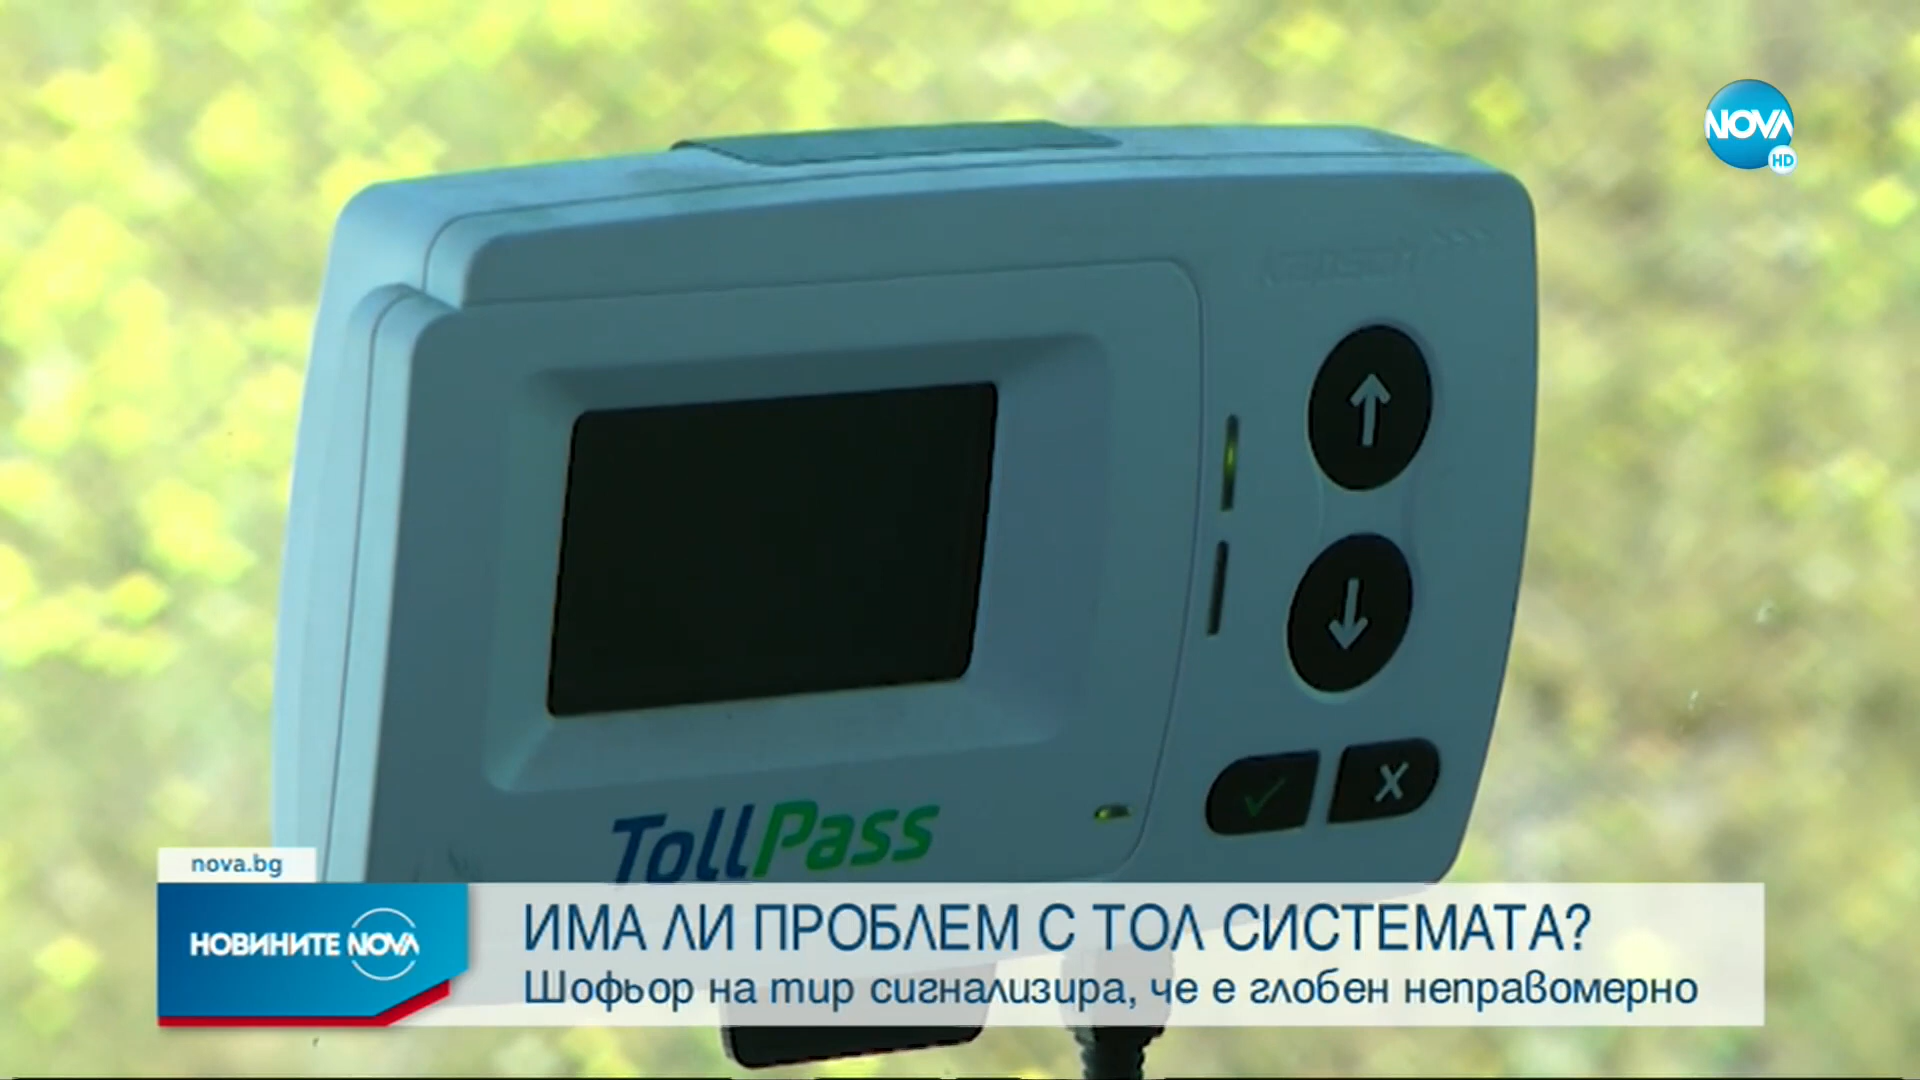 NOVA
HD
TollPass
nova.bg
НОВИНИТЕ NOVA
ИМА ЛИ ПРОБЛЕМ С ТОЛ СИСТЕМАТА?
Шофьор на тир сигнализира, че е глобен неправомерно